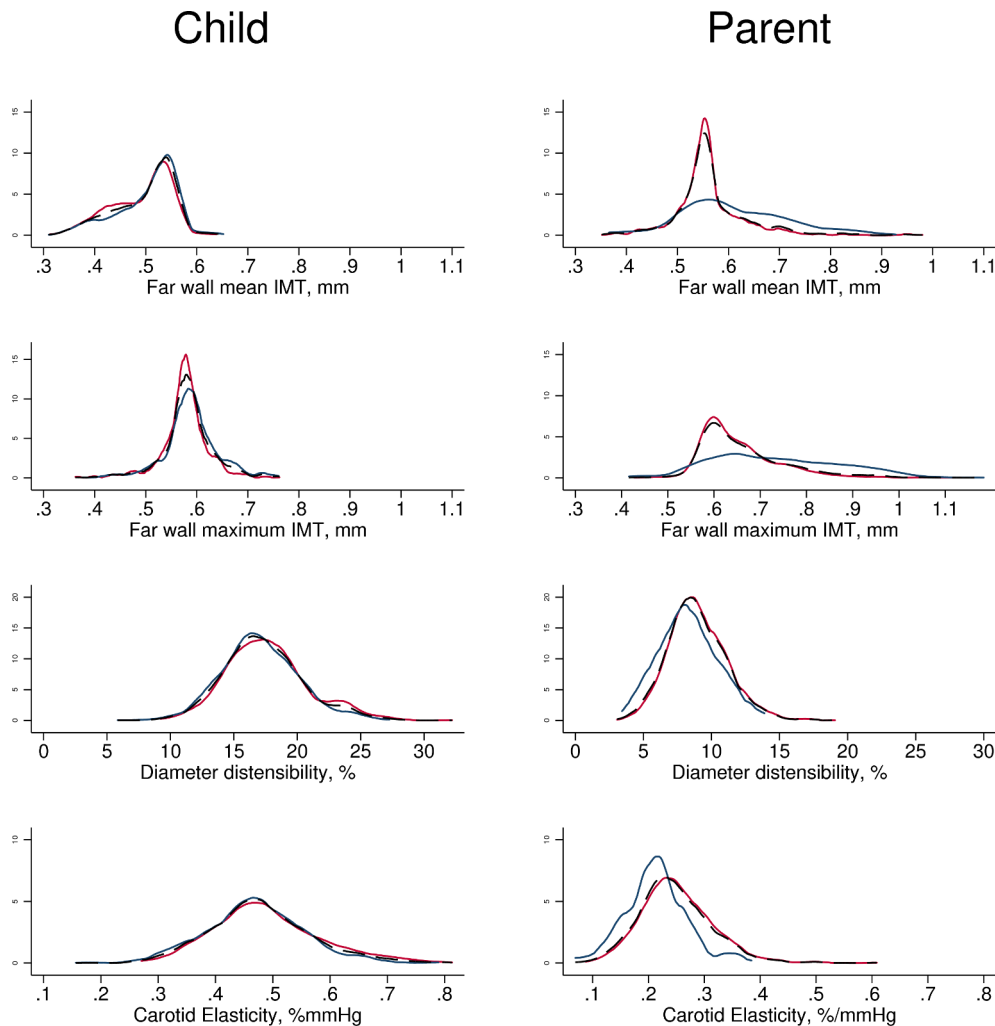 Child
Parent
0 5 10 15
.3 .4 .5 .6 .7 .8 .9 1 1.1
Far wall mean IMT, mm
0 5 10 15
.3 .4 .5 .6 .7 .8 .9 1 1.1
Far wall mean IMT, mm
0 5 10 15
.3 .4 .5 .6 .7 .8 .9 1 1.1
Far wall maximum IMT, mm
0 5 10 15
.3 .4 .5 .6 .7 .8 .9 1 1.1
Far wall maximum IMT, mm
0 5 10 15 20
0 10 15 20 25 30
Diameter distensibility, %
0 5 10 15 20
0 5 10 15 20 25 30
Diameter distensibility, %
0 5 10
.1 .2 .3 .4 .5 .6 .7 .8
Carotid Elasticity, %mmHg
0 5 10
.1 .2 .3 .4 .5 .6 .7 .8
Carotid Elasticity, %/mmHg